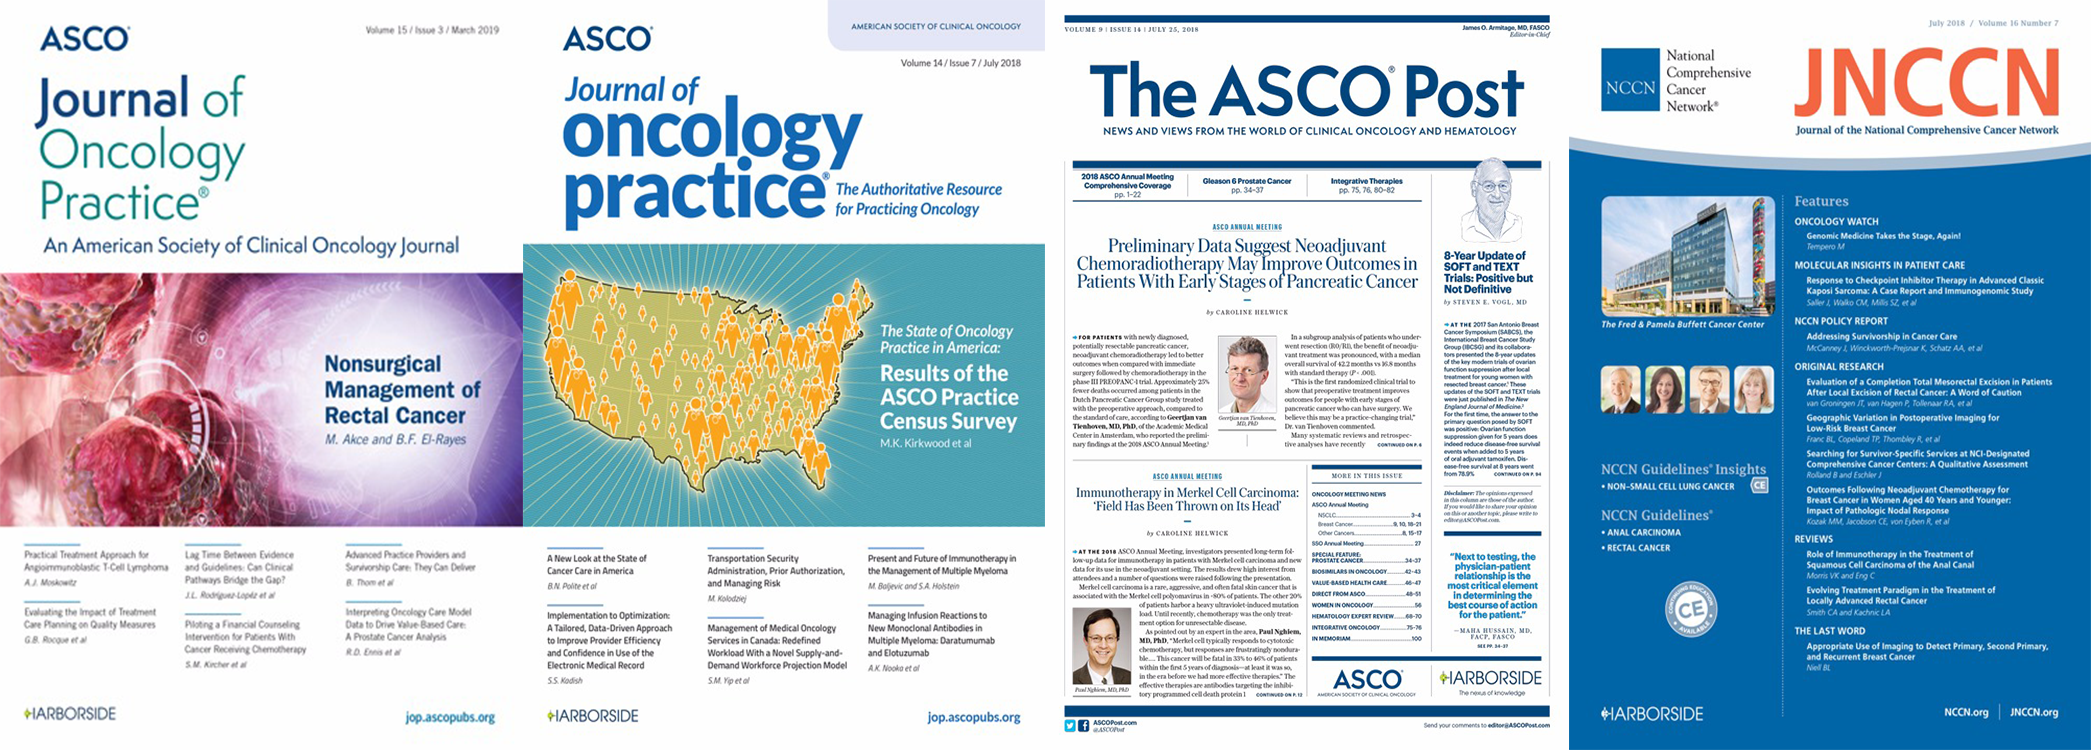 ASCO®
Volume 15 / Issue 3 / March 2019
Journal of
Oncology
Practice®
An American Society of Clinical Oncology Journal
Nonsurgical
Management of
Rectal Cancer
M. Akce and B.F. El-Rayes
Practical Treatment Approach for
Angioimmunoblastic T-Cell Lymphoma
A.J. Moskowitz
Evaluating the Impact of Treatment
Care Planning on Quality Measures
G.B. Rocque et al
Lag Time Between Evidence
and Guidelines: Can Clinical
Pathways Bridge the Gap?
J.L. Rodriguez-Lopéz et al
Piloting a Financial Counseling
Intervention for Patients With
Cancer Receiving Chemotherapy
S.M. Kircher et al
Advanced Practice Providers and
Survivorship Care: They Can Deliver
B. Thom et al
Interpreting Oncology Care Model
Data to Drive Value-Based Care:
A Prostate Cancer Analysis
R.D. Ennis et al
HARBORSIDE
jop.ascopubs.org
ASCO®
AMERICAN SOCIETY OF CLINICAL ONCOLOGY
Volume 14 / Issue 7 / July 2018
Journal of
oncology
practice®
The Authoritative Resource
for Practicing Oncology
The State of Oncology
Practice in America:
Results of the
ASCO Practice
Census Survey
M.K. Kirkwood et al
A New Look at the State of
Cancer Care in America
B.N. Polite et al
Implementation to Optimization:
A Tailored, Data-Driven Approach
to Improve Provider Efficiency
and Confidence in Use of the
Electronic Medical Record
S.S. Kadish
Transportation Security
Administration, Prior Authorization,
and Managing Risk
M. Kolodziej
Management of Medical Oncology
Services in Canada: Redefined
Workload With a Novel Supply-and-
Demand Workforce Projection Model
S.M. Yip et al
Present and Future of Immunotherapy in
the Management of Multiple Myeloma
M. Baljevic and S.A. Holstein
Managing Infusion Reactions to
New Monoclonal Antibodies in
Multiple Myeloma: Daratumumab
and Elotuzumab
A.K. Nooka et al
HARBORSIDE
jop.ascopubs.org
VOLUME 9 | ISSUE 14 | JULY 25, 2018
James O. Armitage, MD, FASCO
Editor-in-Chief
The ASCO® Post
NEWS AND VIEWS FROM THE WORLD OF CLINICAL ONCOLOGY AND HEMATOLOGY
2018 ASCO Annual Meeting
Comprehensive Coverage
pp. 1–22
Gleason 6 Prostate Cancer
pp. 34–37
Integrative Therapies
pp. 75, 76, 80–82
ASCO ANNUAL MEETING
Preliminary Data Suggest Neoadjuvant
Chemoradiotherapy May Improve Outcomes in
Patients With Early Stages of Pancreatic Cancer
by CAROLINE HELWICK
FOR PATIENTS with newly diagnosed,
potentially resectable pancreatic cancer,
neoadjuvant chemoradiotherapy led to better
outcomes when compared with immediate
surgery followed by chemotherapy in the
phase III PREOPANC-1 trial. Approximately 25%
fewer deaths occurred among patients in the
Dutch Pancreatic Cancer Group study treated
with the preoperative approach, compared to
the standard of care, according to Geertjan van
Tienhoven, MD, PhD, of the Academic Medical
Center in Amsterdam, who reported the prelimi-
nary findings at the 2018 ASCO Annual Meeting.¹
Geertjan van Tienhoven,
MD, PhD
In a subgroup analysis of patients who under-
went resection (R0/R1), the benefit of neoadju-
vant treatment was pronounced, with a median
overall survival of 42.2 months vs 16.8 months
with standard therapy (P < .001).
"This is the first randomized clinical trial to
show that preoperative treatment improves
outcomes for people with early stages of
pancreatic cancer who can have surgery. We
believe this may be a practice-changing trial,"
Dr. van Tienhoven commented.
Many systematic reviews and retrospec-
tive analyses have recently CONTINUED ON P. 6
8-Year Update of
SOFT and TEXT
Trials: Positive but
Not Definitive
by STEVEN E. VOGL, MD
AT THE 2017 San Antonio Breast
Cancer Symposium (SABCS), the
International Breast Cancer Study
Group (IBCSG) and its collabora-
tors presented the 8-year updates
of the key modern trials of ovarian
function suppression after local
treatment for young women with
resected breast cancer.¹ These
updates of the SOFT and TEXT trials
were just published in The New
England Journal of Medicine.²
For the first time, the answer to the
primary question posed by SOFT
was positive: Ovarian function
suppression given for 5 years does
indeed reduce disease-free survival
events when added to 5 years
of oral adjuvant tamoxifen. Dis-
ease-free survival at 8 years went
from 78.9% CONTINUED ON P. 94
Disclaimer: The opinions expressed
in this column are those of the author.
If you would like to share your opinion
on this or another topic, please write to
editor@ASCOPost.com.
"Next to testing, the
physician-patient
relationship is the
most critical element
in determining the
best course of action
for the patient."
—MAHA HUSSAIN, MD,
FACP, FASCO
SEE PP. 34–37
ASCO ANNUAL MEETING
Immunotherapy in Merkel Cell Carcinoma:
'Field Has Been Thrown on Its Head'
by CAROLINE HELWICK
AT THE 2018 ASCO Annual Meeting, investigators presented long-term fol-
low-up data for immunotherapy in patients with Merkel cell carcinoma and new
data for its use in the neoadjuvant setting. The results drew high interest from
attendees and a number of questions were raised following the presentation.
Merkel cell carcinoma is a rare, aggressive, and often fatal skin cancer that is
associated with the Merkel cell polyomavirus in ~80% of patients. The other 20%
of patients harbor a heavy ultraviolet-induced mutation
load. Until recently, chemotherapy was the only treat-
ment option for unresectable disease.
As pointed out by an expert in the area, Paul Nghiem,
MD, PhD, "Merkel cell typically responds to cytotoxic
chemotherapy, but responses are frustratingly nondura-
ble.… This cancer will be fatal in 33% to 46% of patients
within the first 5 years of diagnosis—at least it was so,
in the era before we had more effective therapies." The
effective therapies are antibodies targeting the inhibi-
tory programmed cell death protein 1 CONTINUED ON P. 12
Paul Nghiem, MD, PhD
MORE IN THIS ISSUE
ONCOLOGY MEETING NEWS
ASCO Annual Meeting
NSCLC 3–4
Breast Cancer 9, 10, 18–21
Other Cancers 8, 15–17
SSO Annual Meeting 27
SPECIAL FEATURE:
PROSTATE CANCER 34–37
BIOSIMILARS IN ONCOLOGY 42–43
VALUE-BASED HEALTH CARE 46–47
DIRECT FROM ASCO 48–51
WOMEN IN ONCOLOGY 56
HEMATOLOGY EXPERT REVIEW 68–70
INTEGRATIVE ONCOLOGY 75–76
IN MEMORIAM 100
ASCO®
AMERICAN SOCIETY OF CLINICAL ONCOLOGY
HARBORSIDE
The nexus of knowledge
ASCOPost.com
@ASCOPost
Send your comments to editor@ASCOPost.com
July 2018 / Volume 16 Number 7
NCCN
National
Comprehensive
Cancer
Network®
JNCCN
Journal of the National Comprehensive Cancer Network
The Fred & Pamela Buffett Cancer Center
NCCN Guidelines® Insights
• NON–SMALL CELL LUNG CANCER CE
NCCN Guidelines®
• ANAL CARCINOMA
• RECTAL CANCER
CONTINUING EDUCATION
CE
AVAILABLE
Features
ONCOLOGY WATCH
Genomic Medicine Takes the Stage, Again!
Tempero M
MOLECULAR INSIGHTS IN PATIENT CARE
Response to Checkpoint Inhibitor Therapy in Advanced Classic
Kaposi Sarcoma: A Case Report and Immunogenomic Study
Saller J, Walko CM, Millis SZ, et al
NCCN POLICY REPORT
Addressing Survivorship in Cancer Care
McCanney J, Winckworth-Prejsnar K, Schatz AA, et al
ORIGINAL RESEARCH
Evaluation of a Completion Total Mesorectal Excision in Patients
After Local Excision of Rectal Cancer: A Word of Caution
van Groningen JT, van Hagen P, Tollenaar RA, et al
Geographic Variation in Postoperative Imaging for
Low-Risk Breast Cancer
Franc BL, Copeland TP, Thombley R, et al
Searching for Survivor-Specific Services at NCI-Designated
Comprehensive Cancer Centers: A Qualitative Assessment
Rolland B and Eschler J
Outcomes Following Neoadjuvant Chemotherapy for
Breast Cancer in Women Aged 40 Years and Younger:
Impact of Pathologic Nodal Response
Kozak MM, Jacobson CE, von Eyben R, et al
REVIEWS
Role of Immunotherapy in the Treatment of
Squamous Cell Carcinoma of the Anal Canal
Morris VK and Eng C
Evolving Treatment Paradigm in the Treatment of
Locally Advanced Rectal Cancer
Smith CA and Kachnic LA
THE LAST WORD
Appropriate Use of Imaging to Detect Primary, Second Primary,
and Recurrent Breast Cancer
Niell BL
HARBORSIDE
NCCN.org | JNCCN.org